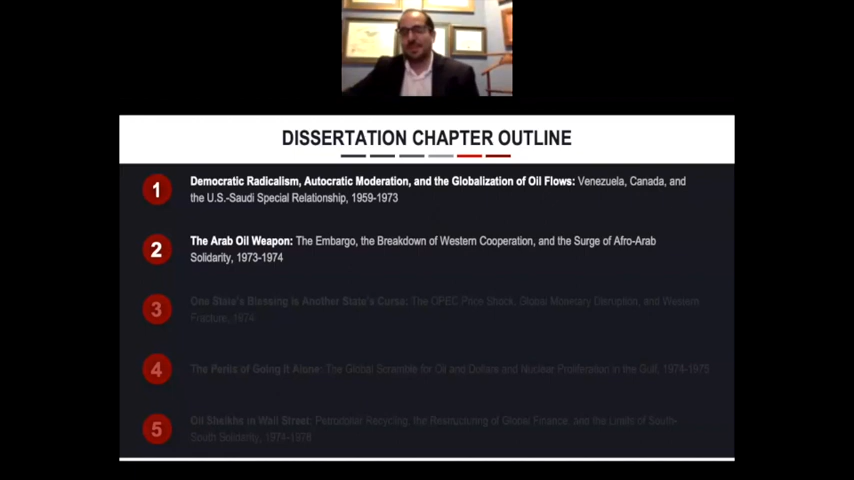 DISSERTATION CHAPTER OUTLINE
1
Democratic Radicalism, Autocratic Moderation, and the Globalization of Oil Flows: Venezuela, Canada, and
the U.S.-Saudi Special Relationship, 1959-1973
2
The Arab Oil Weapon: The Embargo, the Breakdown of Western Cooperation, and the Surge of Afro-Arab
Solidarity, 1973-1974
3
One State's Blessing Is Another State's Curse: The OPEC Price Shock, Global Monetary Disruption, and Western
Fracture, 1974
4
The Perils of Going It Alone: The Global Scramble for Oil and Dollars and Nuclear Proliferation in the Gulf, 1974-1975
5
Oil Sheikhs in Wall Street: Petrodollar Recycling, the Restructuring of Global Finance, and the Limits of South-
South Solidarity, 1974-1976